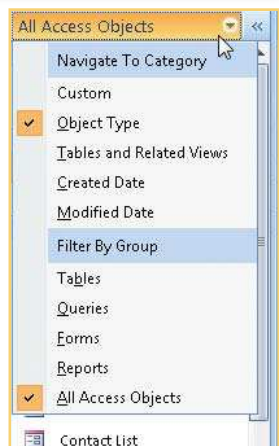 All Access Objects
Navigate To Category
Custom
Object Type
Tables and Related Views
Created Date
Modified Date
Filter By Group
Tables
Queries
Forms
Reports
All Access Objects
Contact List